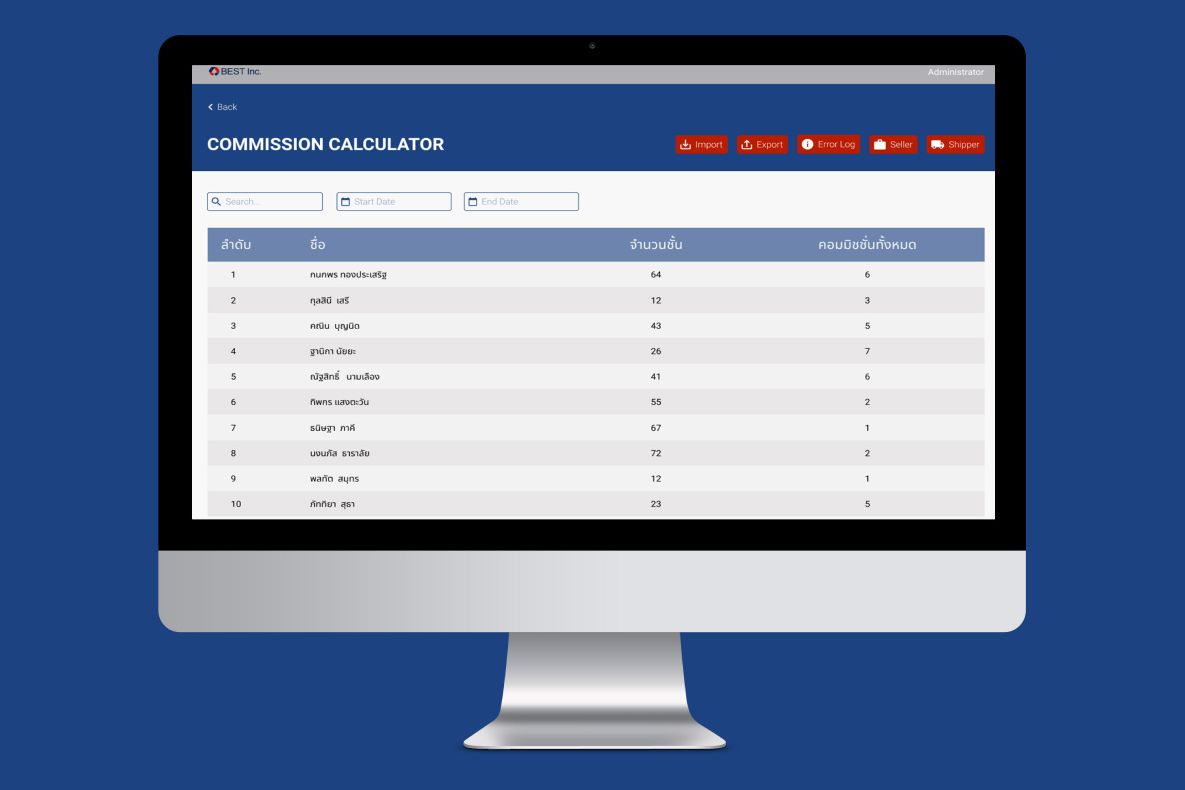 BEST Inc.
Administrator
Back
COMMISSION CALCULATOR
Import Export Error Log Seller Shipper
Search... Start Date End Date
ลำดับ ชื่อ จำนวนชั้น คอมมิชชั่นทั้งหมด
1 กนกพร ทองประเสริฐ 64 6
2 กุลสินี เสรี 12 3
3 คณิน บุญนิด 43 5
4 ฐานิกา นัยยะ 26 7
5 ณัฐสิทธิ์ นามเลือง 41 6
6 ทิพกร แสงตะวัน 55 2
7 ธนิษฐา ภาคี 67 1
8 นงนภัส ธาราลัย 72 2
9 พลภัต สมุทร 12 1
10 ภัททิยา สุธา 23 5